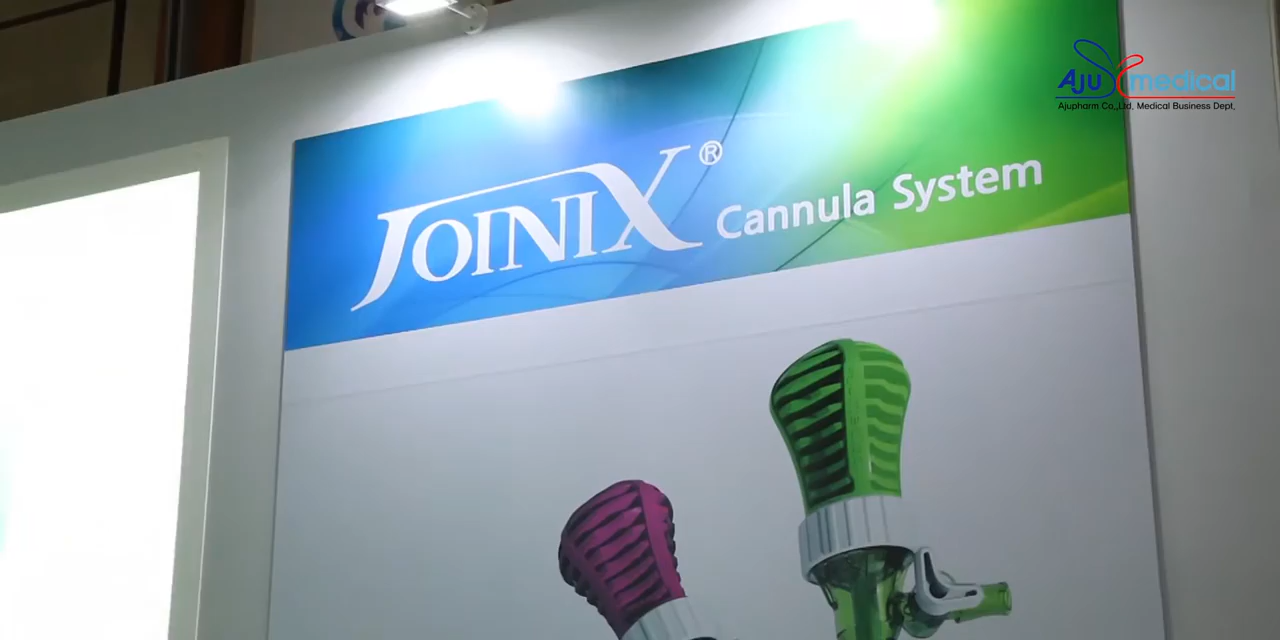 AJU medical
Ajupharm Co.,Ltd, Medical Business Dept,
JOINIX® Cannula System